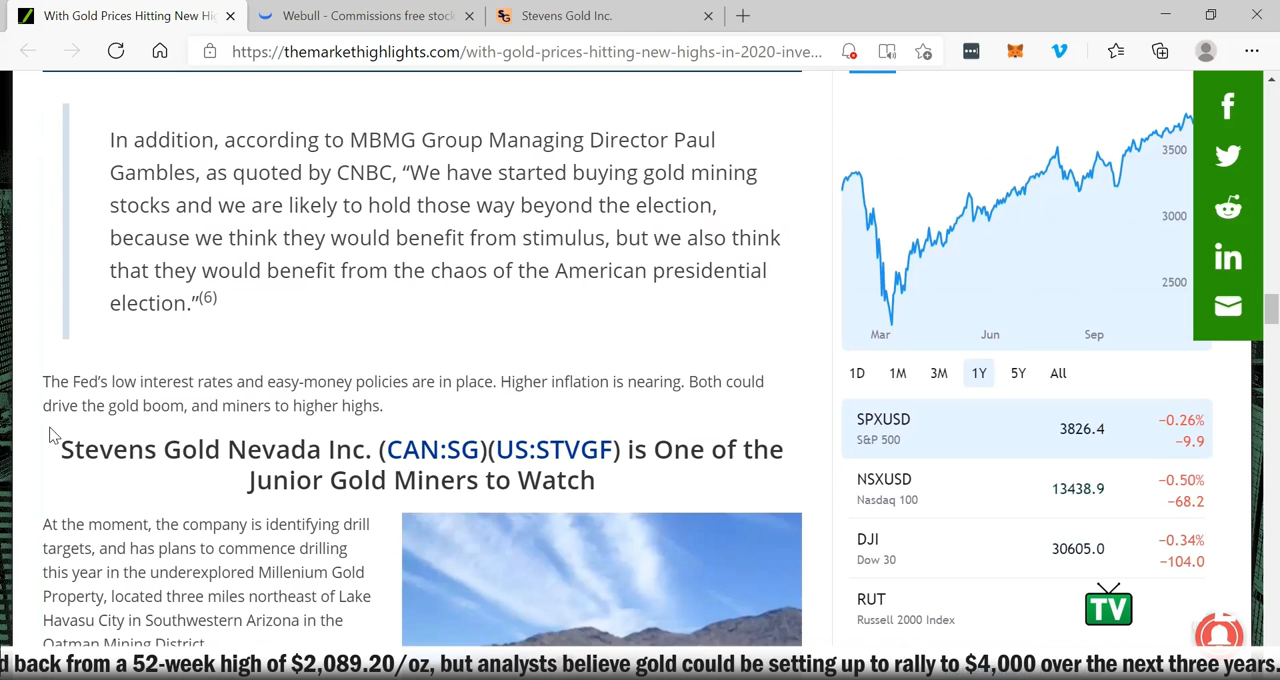 With Gold Prices Hitting New Hi
Webull - Commissions free stock
Stevens Gold Inc.
https://themarkethighlights.com/with-gold-prices-hitting-new-highs-in-2020-inve...
In addition, according to MBMG Group Managing Director Paul
Gambles, as quoted by CNBC, “We have started buying gold mining
stocks and we are likely to hold those way beyond the election,
because we think they would benefit from stimulus, but we also think
that they would benefit from the chaos of the American presidential
election.”(6)
The Fed’s low interest rates and easy-money policies are in place. Higher inflation is nearing. Both could
drive the gold boom, and miners to higher highs.
Stevens Gold Nevada Inc. (CAN:SG)(US:STVGF) is One of the
Junior Gold Miners to Watch
At the moment, the company is identifying drill
targets, and has plans to commence drilling
this year in the underexplored Millenium Gold
Property, located three miles northeast of Lake
Havasu City in Southwestern Arizona in the
Oatman Mining District
3500
3000
2500
Mar Jun Sep
1D 1M 3M 1Y 5Y All
SPXUSD 3826.4 −0.26%
S&P 500 −9.9
NSXUSD 13438.9 −0.50%
Nasdaq 100 −68.2
DJI 30605.0 −0.34%
Dow 30 −104.0
RUT
Russell 2000 Index
TV
d back from a 52-week high of $2,089.20/oz, but analysts believe gold could be setting up to rally to $4,000 over the next three years.